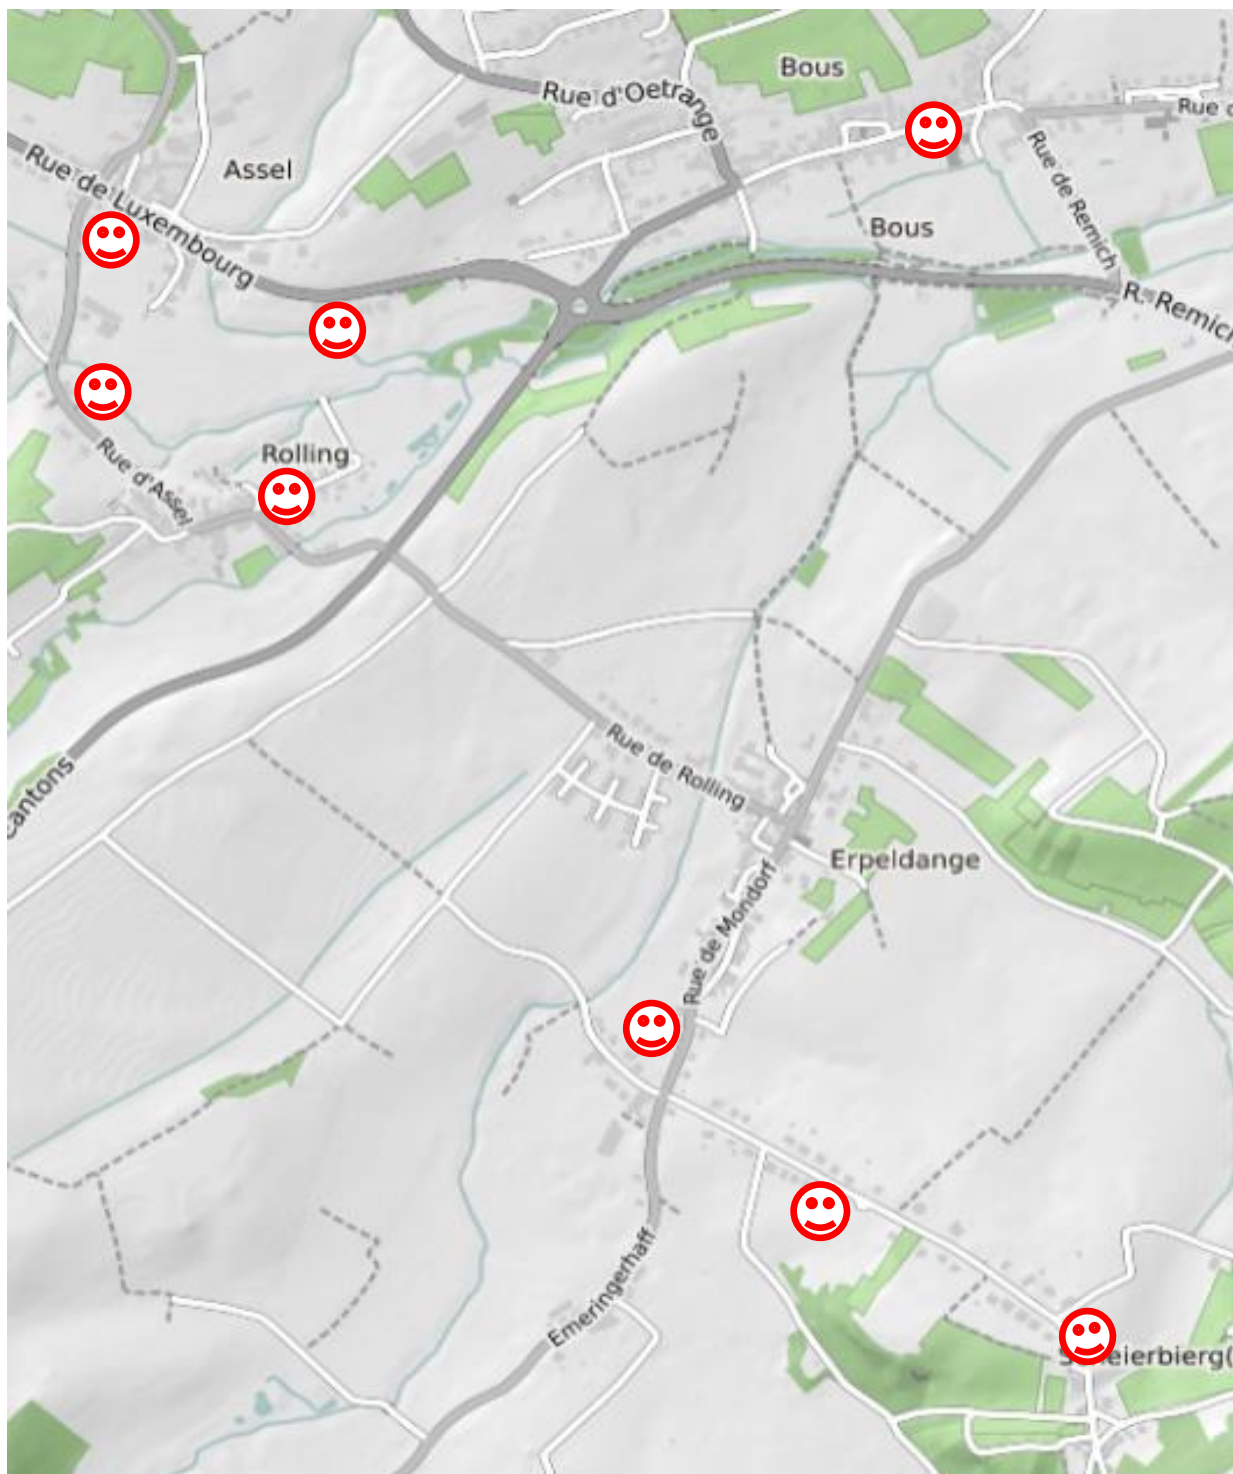 Bous
Rue d'Oetrange
Rue d
Rue de Luxembourg
Assel
Rue de Remich
Bous
R. Remich
Rolling
Rue d'Assel
Rue de Rolling
Cantons
Erpeldange
Rue de Mondorf
Emeringerhaff